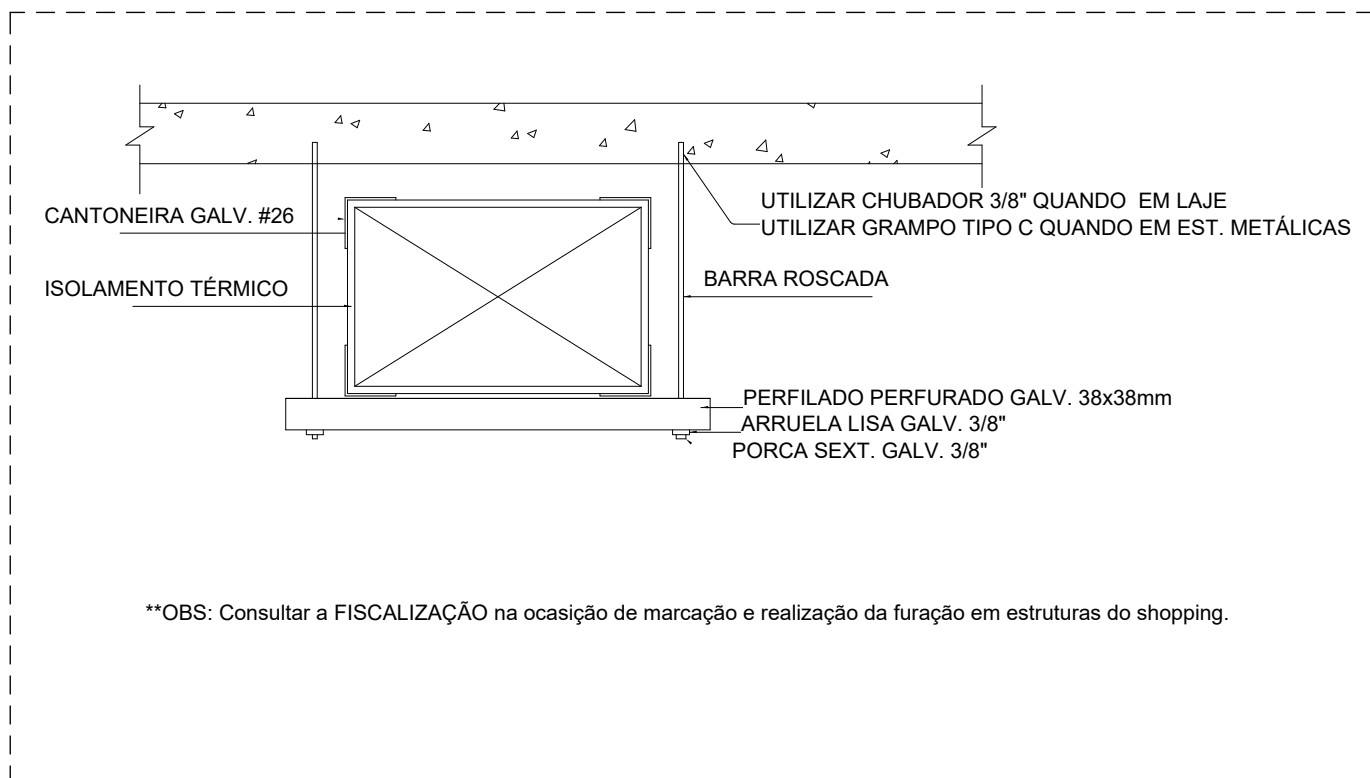 CANTONEIRA GALV. #26
ISOLAMENTO TÉRMICO
UTILIZAR CHUBADOR 3/8" QUANDO EM LAJE
UTILIZAR GRAMPO TIPO C QUANDO EM EST. METÁLICAS
BARRA ROSCADA
PERFILADO PERFURADO GALV. 38x38mm
ARRUELA LISA GALV. 3/8"
PORCA SEXT. GALV. 3/8"
**OBS: Consultar a FISCALIZAÇÃO na ocasição de marcação e realização da furação em estruturas do shopping.